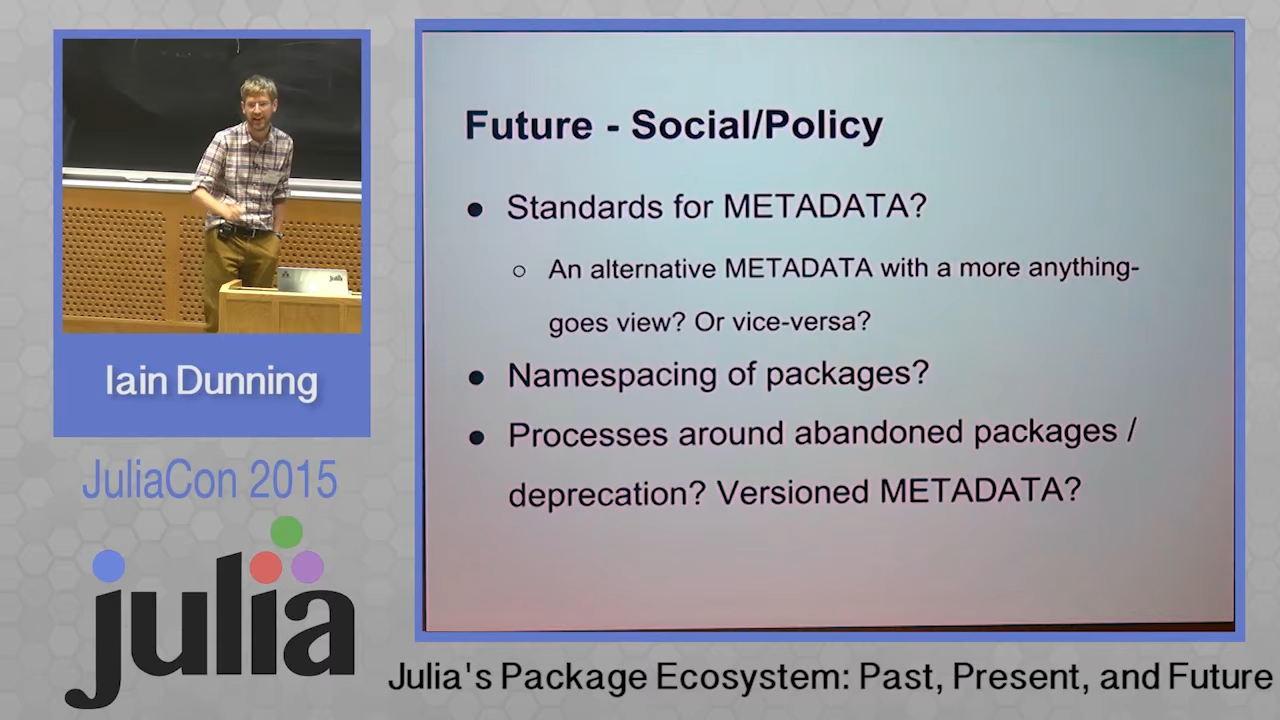 Future - Social/Policy
● Standards for METADATA?
○ An alternative METADATA with a more anything-
goes view? Or vice-versa?
● Namespacing of packages?
● Processes around abandoned packages /
deprecation? Versioned METADATA?
Iain Dunning
JuliaCon 2015
julia
Julia's Package Ecosystem: Past, Present, and Future